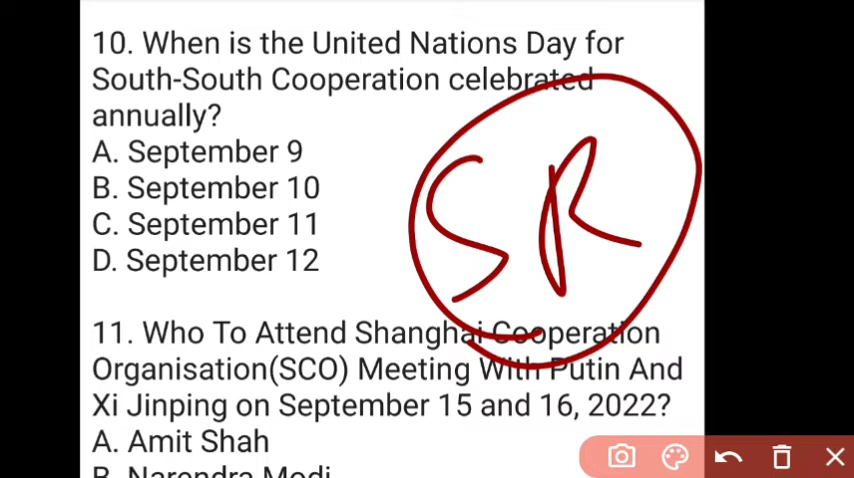 10. When is the United Nations Day for
South-South Cooperation celebrated
annually?
A. September 9
B. September 10
C. September 11
D. September 12
SR
11. Who To Attend Shanghai Cooperation
Organisation(SCO) Meeting With Putin And
Xi Jinping on September 15 and 16, 2022?
A. Amit Shah
B. Narendra Modi